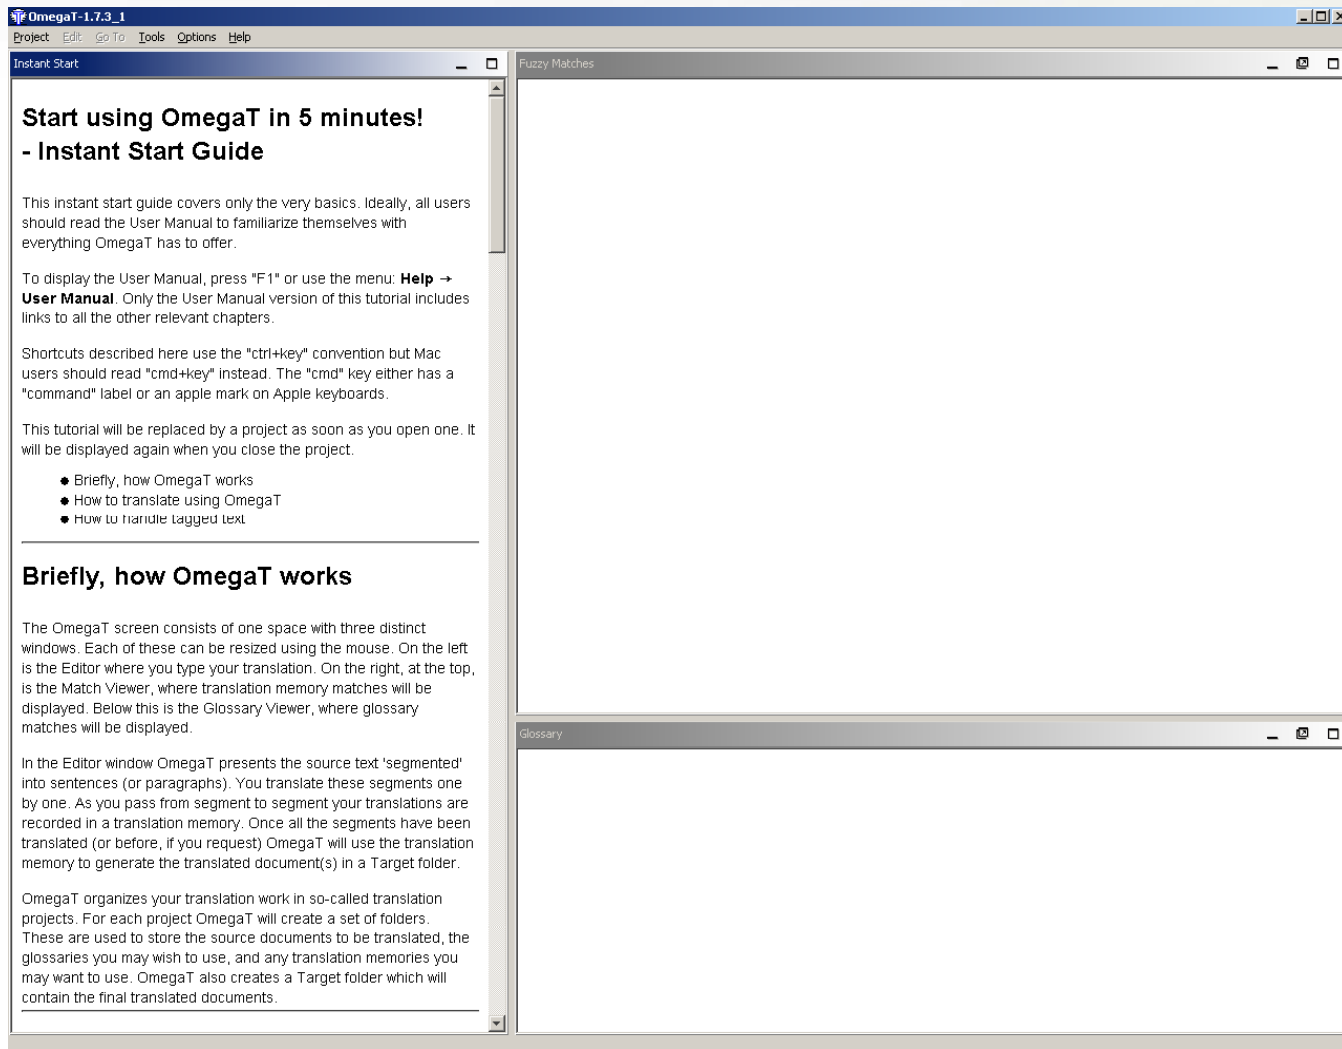 OmegaT-1.7.3_1
Project Edit Go To Tools Options Help
Instant Start
Start using OmegaT in 5 minutes!
- Instant Start Guide
This instant start guide covers only the very basics. Ideally, all users
should read the User Manual to familiarize themselves with
everything OmegaT has to offer.
To display the User Manual, press "F1" or use the menu: Help →
User Manual. Only the User Manual version of this tutorial includes
links to all the other relevant chapters.
Shortcuts described here use the "ctrl+key" convention but Mac
users should read "cmd+key" instead. The "cmd" key either has a
"command" label or an apple mark on Apple keyboards.
This tutorial will be replaced by a project as soon as you open one. It
will be displayed again when you close the project.
● Briefly, how OmegaT works
● How to translate using OmegaT
● How to handle tagged text
Briefly, how OmegaT works
The OmegaT screen consists of one space with three distinct
windows. Each of these can be resized using the mouse. On the left
is the Editor where you type your translation. On the right, at the top,
is the Match Viewer, where translation memory matches will be
displayed. Below this is the Glossary Viewer, where glossary
matches will be displayed.
In the Editor window OmegaT presents the source text 'segmented'
into sentences (or paragraphs). You translate these segments one
by one. As you pass from segment to segment your translations are
recorded in a translation memory. Once all the segments have been
translated (or before, if you request) OmegaT will use the translation
memory to generate the translated document(s) in a Target folder.
OmegaT organizes your translation work in so-called translation
projects. For each project OmegaT will create a set of folders.
These are used to store the source documents to be translated, the
glossaries you may wish to use, and any translation memories you
may want to use. OmegaT also creates a Target folder which will
contain the final translated documents.
Fuzzy Matches
Glossary